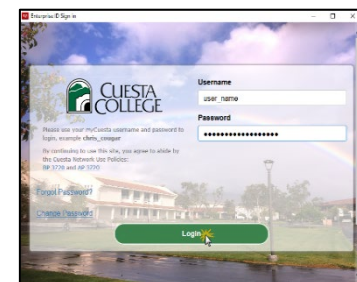 Enterprise ID Sign in
CUESTA
COLLEGE
Please use your myCuesta username and password to
login, example chris_cougar
By continuing to use this site, you agree to abide by
the Cuesta Network Use Policies:
BP 3720 and AP 3720
Forgot Password?
Change Password
Username
user_name
Password
Login